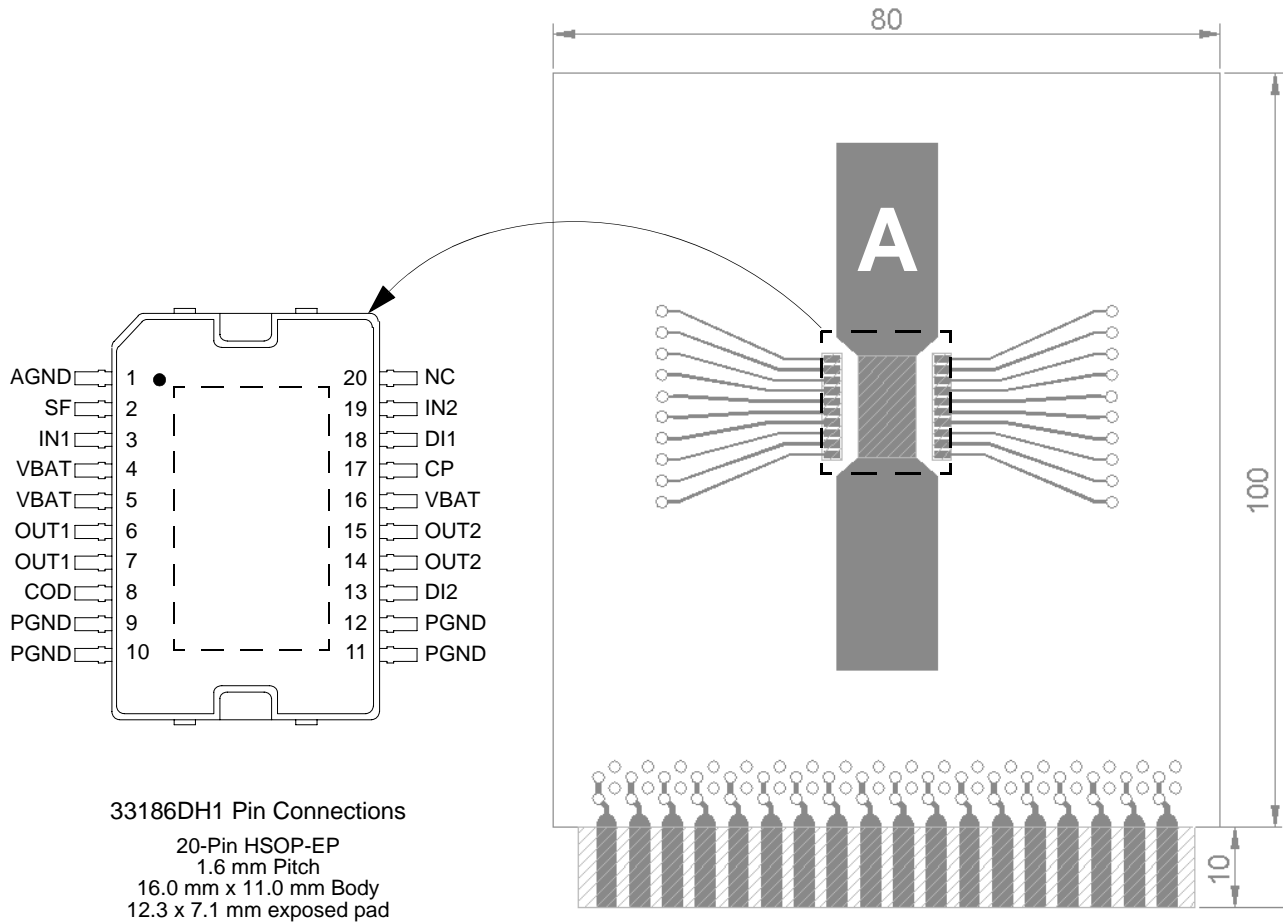 80
A
AGND 1 20 NC
SF 2 19 IN2
IN1 3 18 DI1
VBAT 4 17 CP
VBAT 5 16 VBAT
OUT1 6 15 OUT2
OUT1 7 14 OUT2
COD 8 13 DI2
PGND 9 12 PGND
PGND 10 11 PGND
100
10
33186DH1 Pin Connections
20-Pin HSOP-EP
1.6 mm Pitch
16.0 mm x 11.0 mm Body
12.3 x 7.1 mm exposed pad